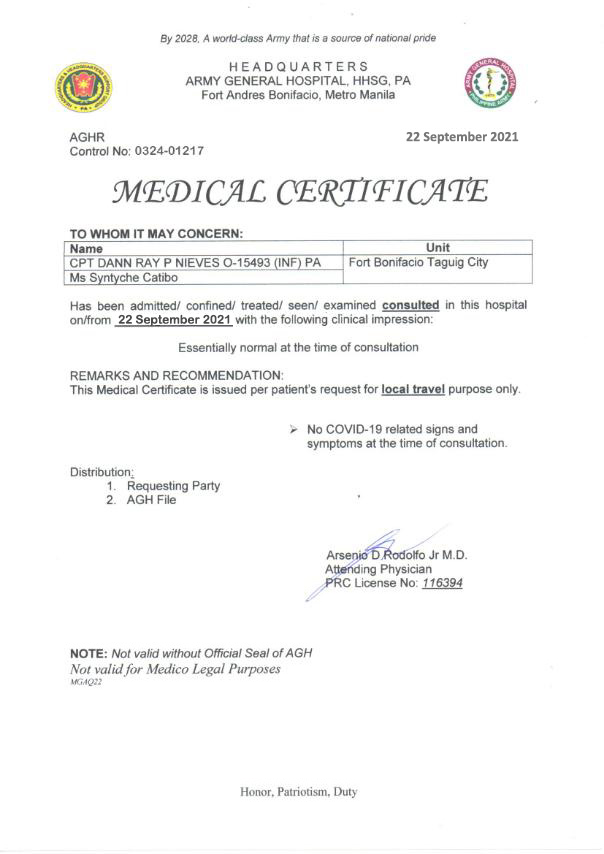 By 2028, A world-class Army that is a source of national pride
HEADQUARTERS
ARMY GENERAL HOSPITAL, HHSG, PA
Fort Andres Bonifacio, Metro Manila
HEADQUARTERS & HEADQUARTERS SUPPORT GROUP
PA
ARMY GENERAL HOSPITAL
PHILIPPINE ARMY
AGHR
22 September 2021
Control No: 0324-01217
MEDICAL CERTIFICATE
TO WHOM IT MAY CONCERN:
Name Unit
CPT DANN RAY P NIEVES O-15493 (INF) PA Fort Bonifacio Taguig City
Ms Syntyche Catibo
Has been admitted/ confined/ treated/ seen/ examined consulted in this hospital
on/from 22 September 2021 with the following clinical impression:
Essentially normal at the time of consultation
REMARKS AND RECOMMENDATION:
This Medical Certificate is issued per patient's request for local travel purpose only.
➢ No COVID-19 related signs and
symptoms at the time of consultation.
Distribution:
1. Requesting Party
2. AGH File
Arsenio D.Rodolfo Jr M.D.
Attending Physician
PRC License No: 116394
NOTE: Not valid without Official Seal of AGH
Not valid for Medico Legal Purposes
MGAQ22
Honor, Patriotism, Duty